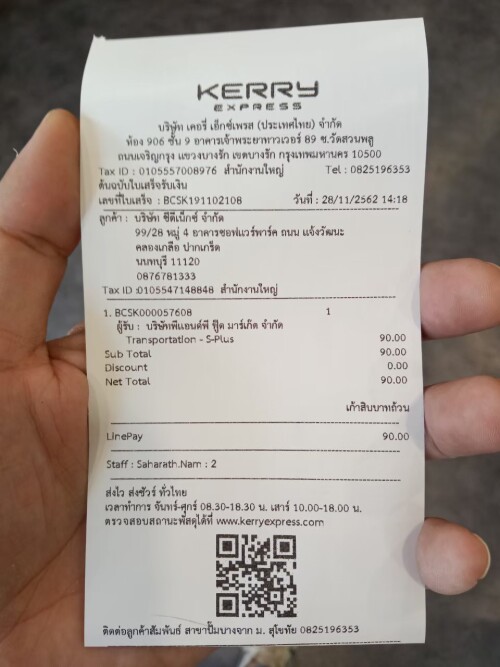 KERRY
EXPRESS
บริษัท เคอรี่ เอ็กซ์เพรส (ประเทศไทย) จำกัด
ห้อง 906 ชั้น 9 อาคารเจ้าพระยาทาวเวอร์ 89 ซ.วัดสวนพลู
ถนนเจริญกรุง แขวงบางรัก เขตบางรัก กรุงเทพมหานคร 10500
Tax ID : 0105557008976 สำนักงานใหญ่ Tel : 0825196353
ต้นฉบับใบเสร็จรับเงิน
เลขที่ใบเสร็จ : BCSK191102108 วันที่ : 28/11/2562 14:18
ลูกค้า : บริษัท ซีดีเน็กซ์ จำกัด
99/28 หมู่ 4 อาคารซอฟแวร์พาร์ค ถนน แจ้งวัฒนะ
คลองเกลือ ปากเกร็ด
นนทบุรี 11120
0876781333
Tax ID :0105547148848 สำนักงานใหญ่
1. BCSK000057608 1
ผู้รับ : บริษัทพีแอนด์พี ฟู๊ด มาร์เก็ต จำกัด
Transportation - S-Plus 90.00
Sub Total 90.00
Discount 0.00
Net Total 90.00
เก้าสิบบาทถ้วน
LinePay 90.00
Staff : Saharath.Nam : 2
ส่งไว ส่งชัวร์ ทั่วไทย
เวลาทำการ จันทร์-ศุกร์ 08.30-18.30 น. เสาร์ 10.00-18.00 น.
ตรวจสอบสถานะพัสดุได้ที่ www.kerryexpress.com
ติดต่อลูกค้าสัมพันธ์ สาขาปั๊มบางจาก ม. สุโขทัย 0825196353